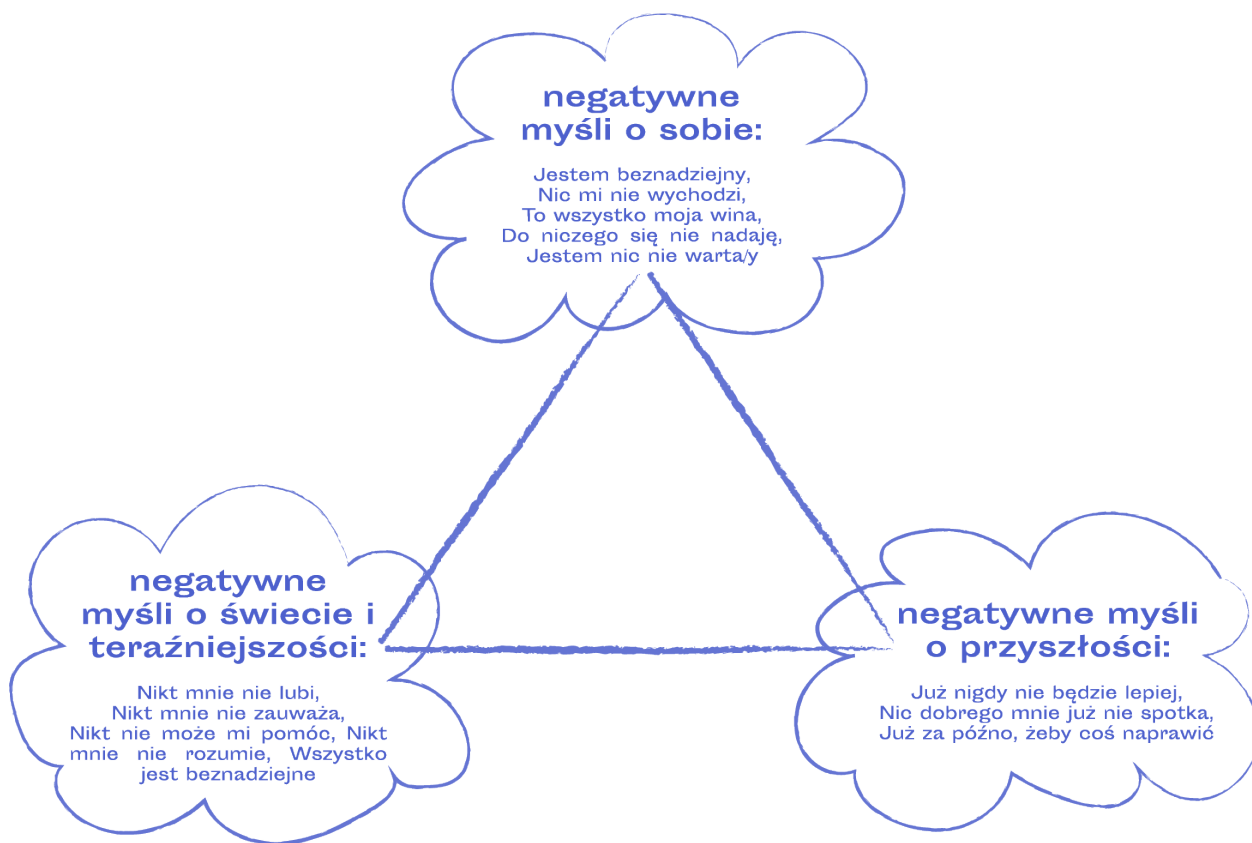 negatywne
myśli o sobie:
Jestem beznadziejny,
Nic mi nie wychodzi,
To wszystko moja wina,
Do niczego się nie nadaję,
Jestem nic nie warta/y
negatywne
myśli o świecie i
teraźniejszości:
Nikt mnie nie lubi,
Nikt mnie nie zauważa,
Nikt nie może mi pomóc, Nikt
mnie nie rozumie, Wszystko
jest beznadziejne
negatywne myśli
o przyszłości:
Już nigdy nie będzie lepiej,
Nic dobrego mnie już nie spotka,
Już za późno, żeby coś naprawić